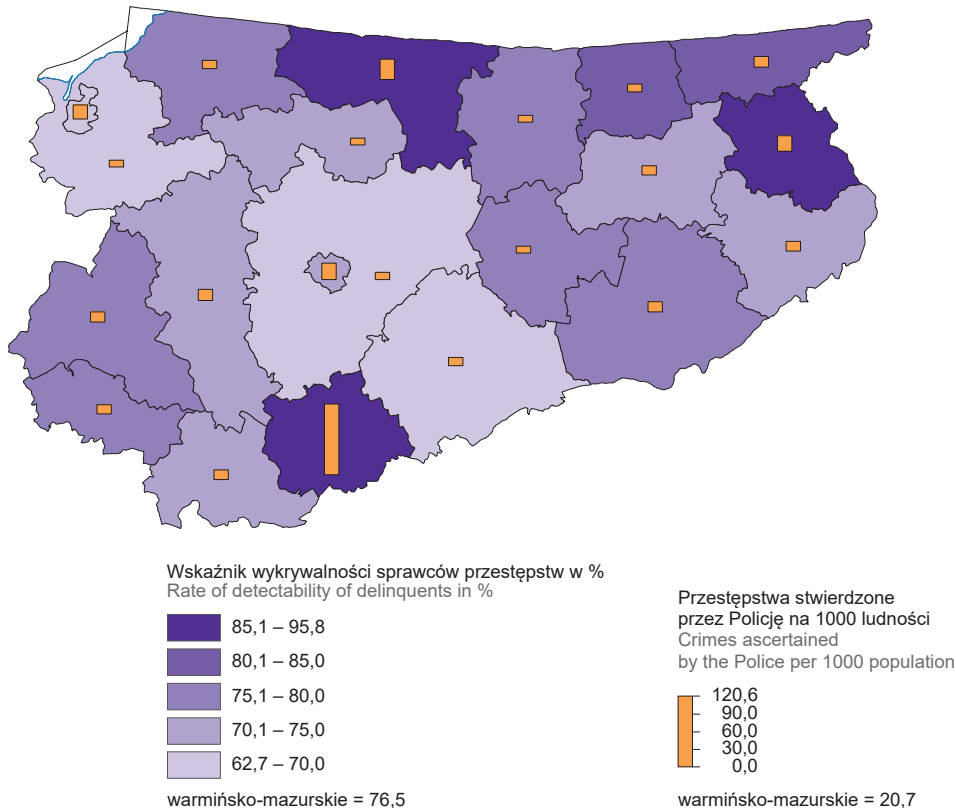 Wskaźnik wykrywalności sprawców przestępstw w %
Rate of detectability of delinquents in %
85,1 – 95,8
80,1 – 85,0
75,1 – 80,0
70,1 – 75,0
62,7 – 70,0
warmińsko-mazurskie = 76,5
Przestępstwa stwierdzone
przez Policję na 1000 ludności
Crimes ascertained
by the Police per 1000 population
120,6
90,0
60,0
30,0
0,0
warmińsko-mazurskie = 20,7